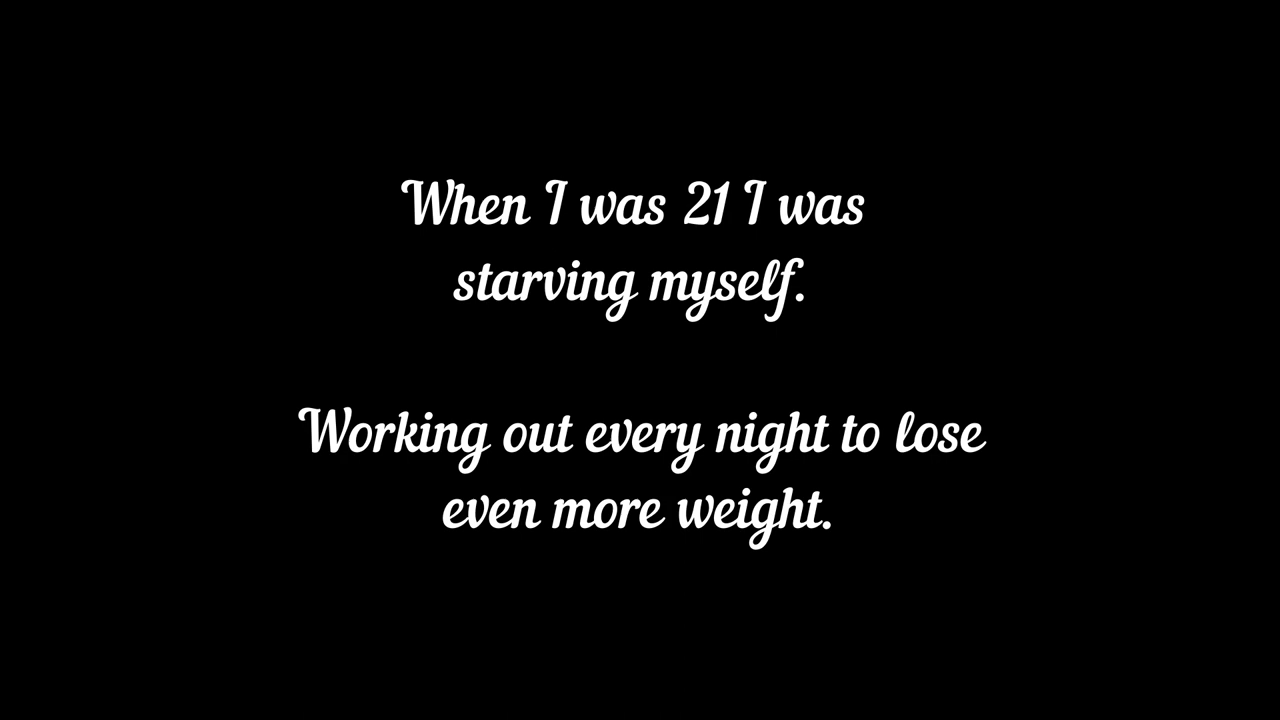 When I was 21 I was
starving myself.
Working out every night to lose
even more weight.